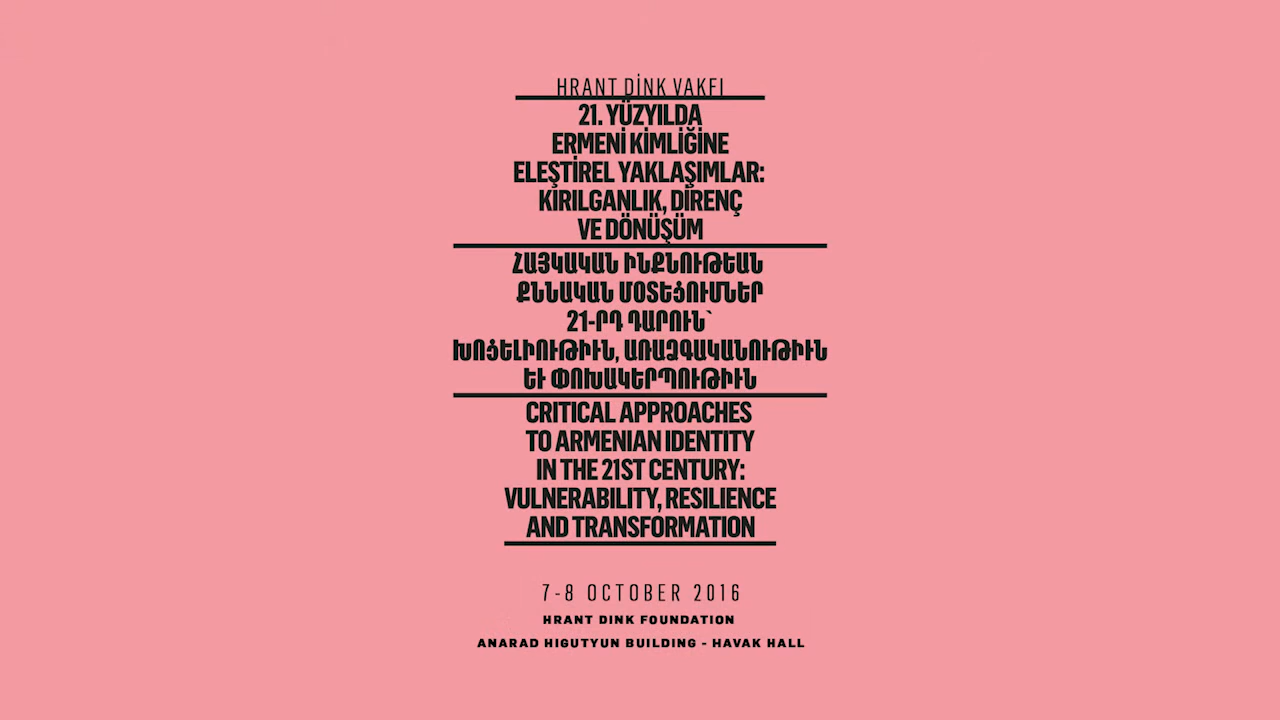 HRANT DİNK VAKFI
21. YÜZYILDA
ERMENİ KİMLİĞİNE
ELEŞTİREL YAKLAŞIMLAR:
KIRILGANLIK, DİRENÇ
VE DÖNÜŞÜM
ՀԱՅԿԱԿԱՆ ԻՆՔՆՈՒԹԵԱՆ
ՔՆՆԱԿԱՆ ՄՕՏԵՑՈՒՄՆԵՐ
21-ՐԴ ԴԱՐՈՒՆ՝
ԽՈՑԵԼԻՈՒԹԻՒՆ, ԱՌԱՁԳԱԿԱՆՈՒԹԻՒՆ
ԵՒ ՓՈԽԱԿԵՐՊՈՒԹԻՒՆ
CRITICAL APPROACHES
TO ARMENIAN IDENTITY
IN THE 21ST CENTURY:
VULNERABILITY, RESILIENCE
AND TRANSFORMATION
7-8 OCTOBER 2016
HRANT DINK FOUNDATION
ANARAD HIGUTYUN BUILDING - HAVAK HALL